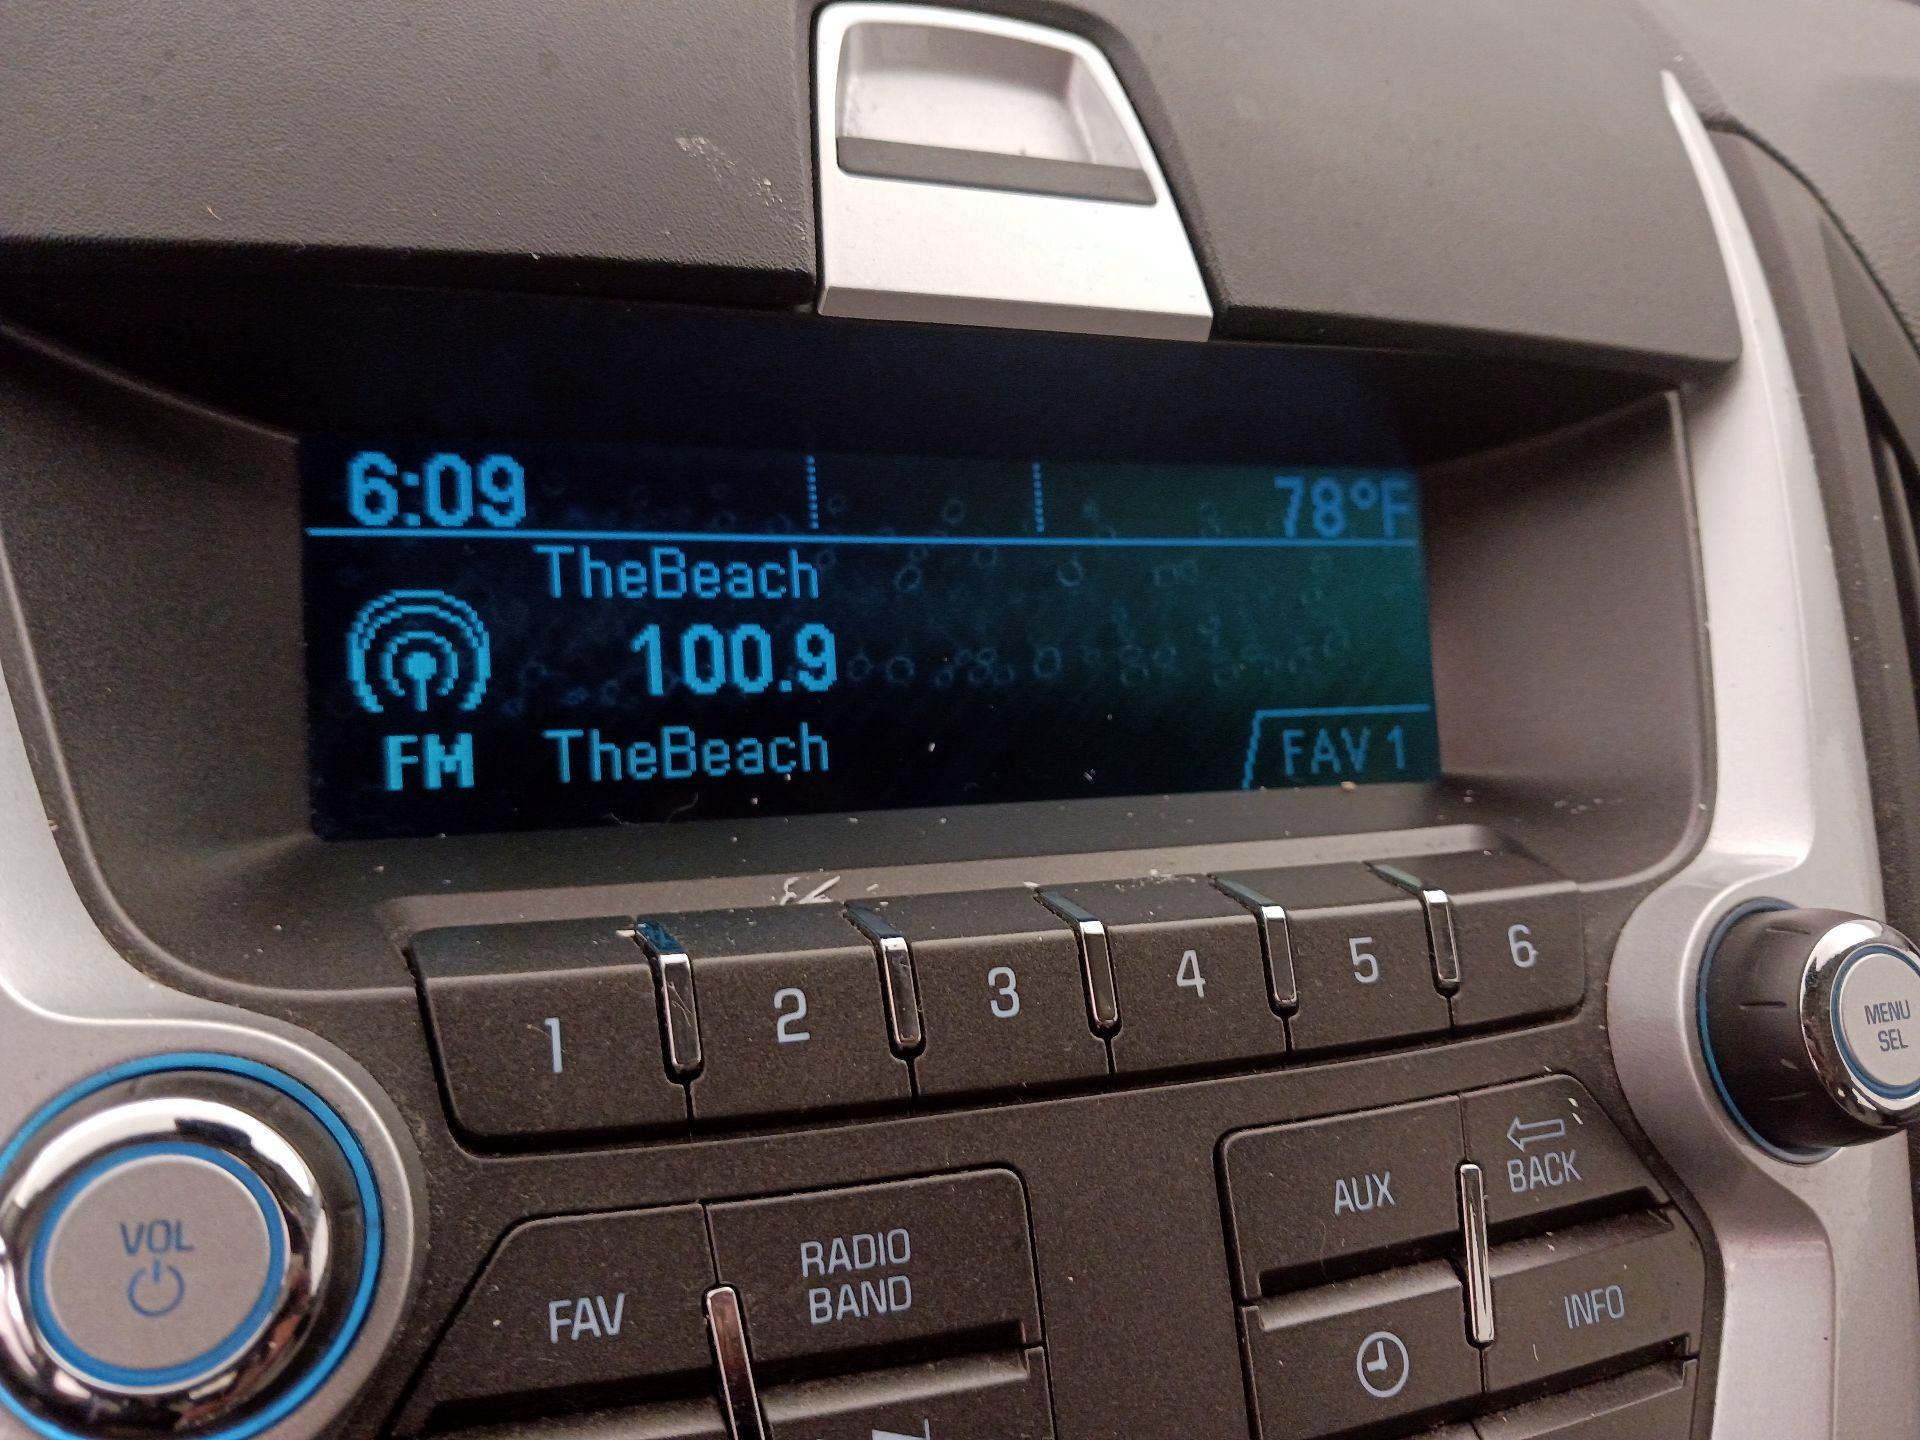 6:09 78°F
TheBeach
100.9
FM TheBeach FAV 1
1 2 3 4 5 6
MENU
SEL
VOL
FAV
RADIO
BAND
AUX
BACK
INFO